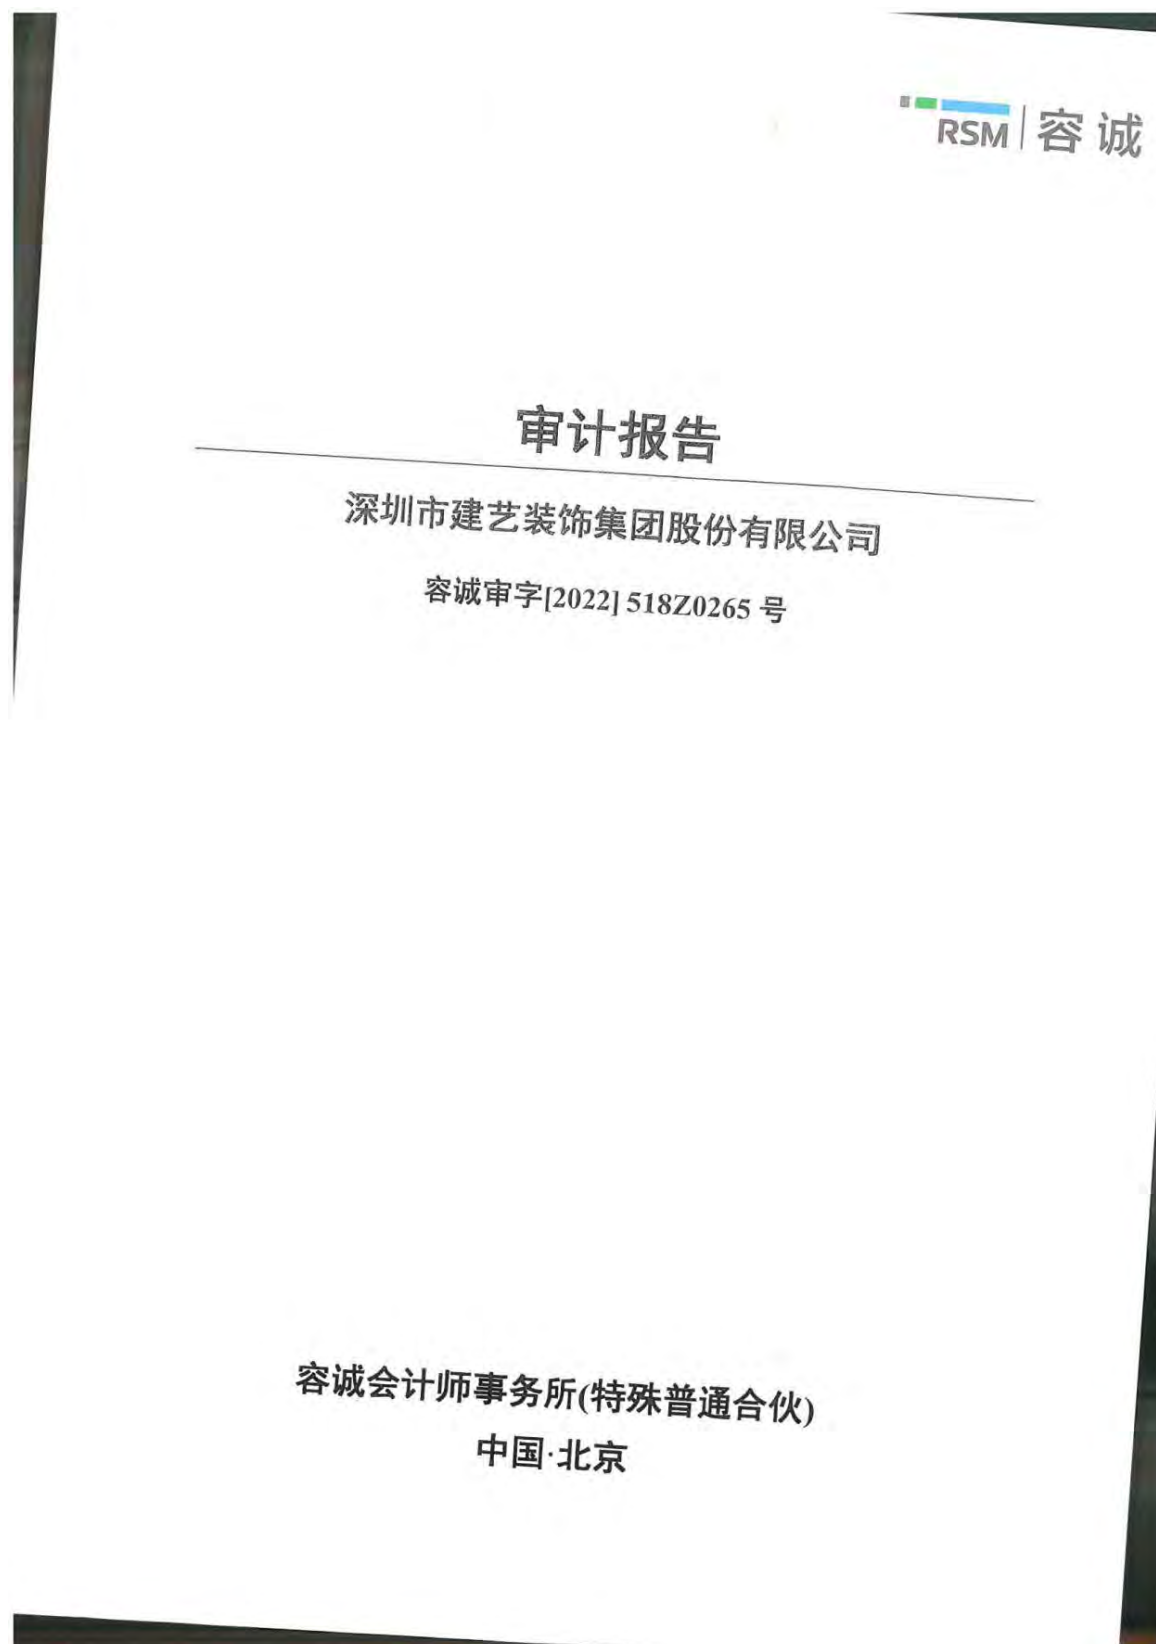 RSM 容诚
审计报告
深圳市建艺装饰集团股份有限公司
容诚审字[2022] 518Z0265 号
容诚会计师事务所(特殊普通合伙)
中国·北京